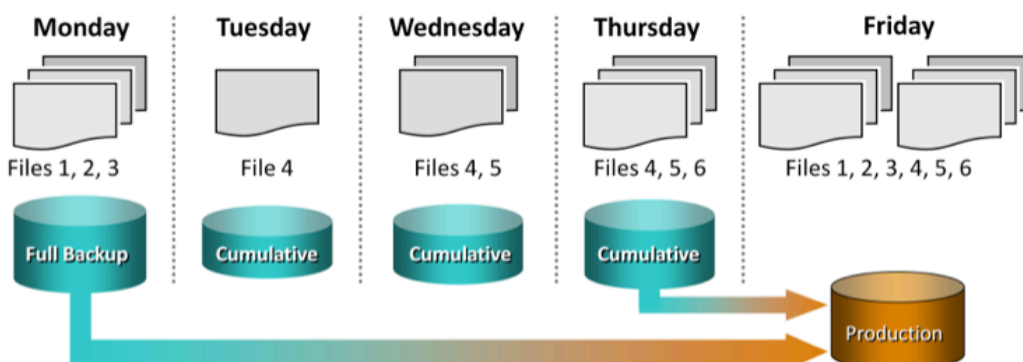 Monday
Tuesday
Wednesday
Thursday
Friday
Files 1, 2, 3
File 4
Files 4, 5
Files 4, 5, 6
Files 1, 2, 3, 4, 5, 6
Full Backup
Cumulative
Cumulative
Cumulative
Production